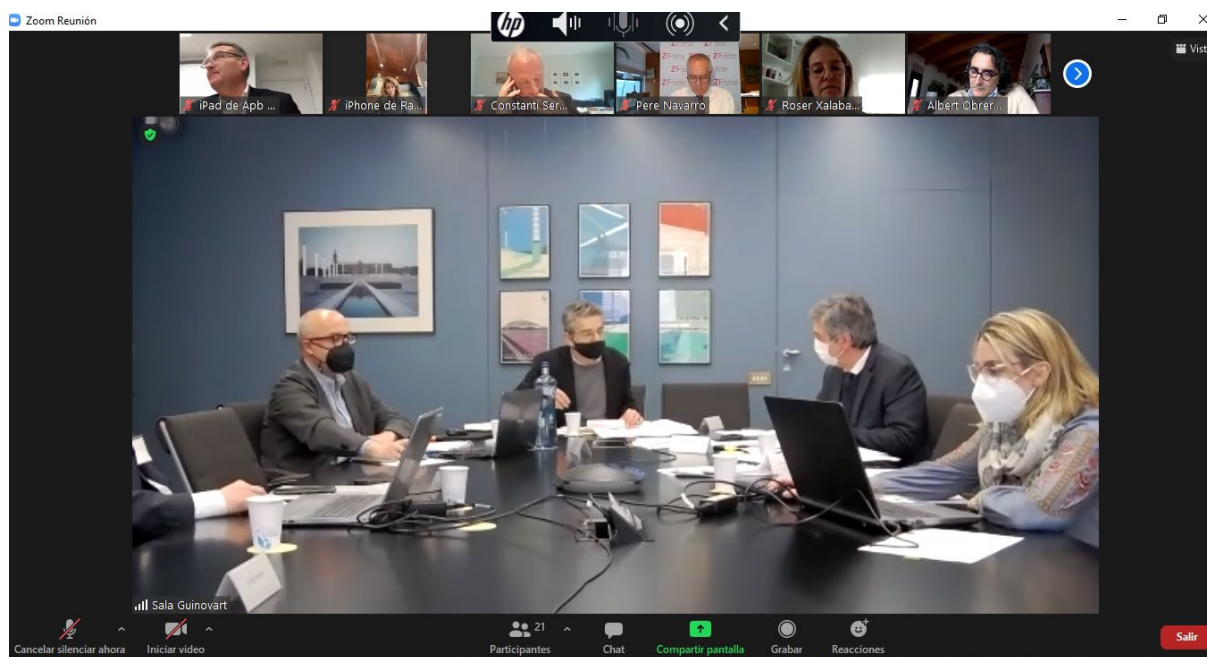 Zoom Reunión
hp
Vist
iPad de Apb ...
iPhone de Ra...
Constanti Ser...
Pere Navarro
Roser Xalaba...
Albert Obrer...
Sala Guinovart
21
Cancelar silenciar ahora
Iniciar video
Participantes
Chat
Compartir pantalla
Grabar
Reacciones
Salir